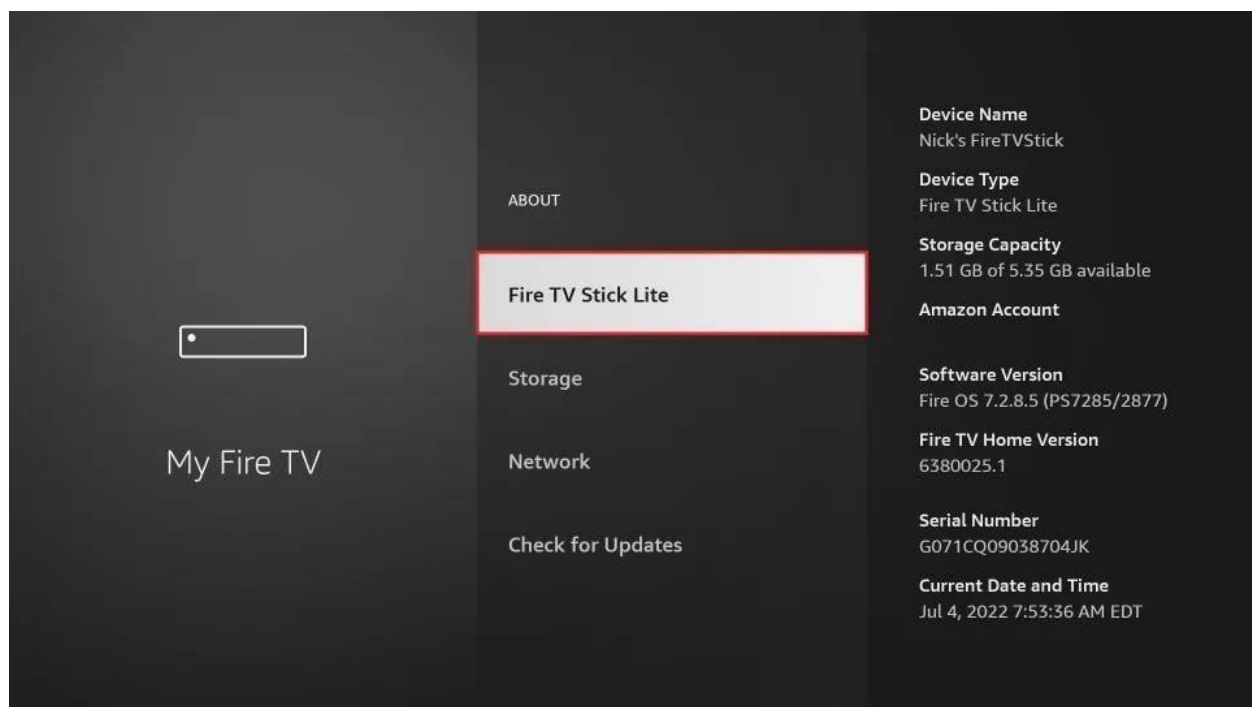 My Fire TV
ABOUT
Fire TV Stick Lite
Storage
Network
Check for Updates
Device Name
Nick's FireTVStick
Device Type
Fire TV Stick Lite
Storage Capacity
1.51 GB of 5.35 GB available
Amazon Account
Software Version
Fire OS 7.2.8.5 (PS7285/2877)
Fire TV Home Version
6380025.1
Serial Number
G071CQ09038704JK
Current Date and Time
Jul 4, 2022 7:53:36 AM EDT